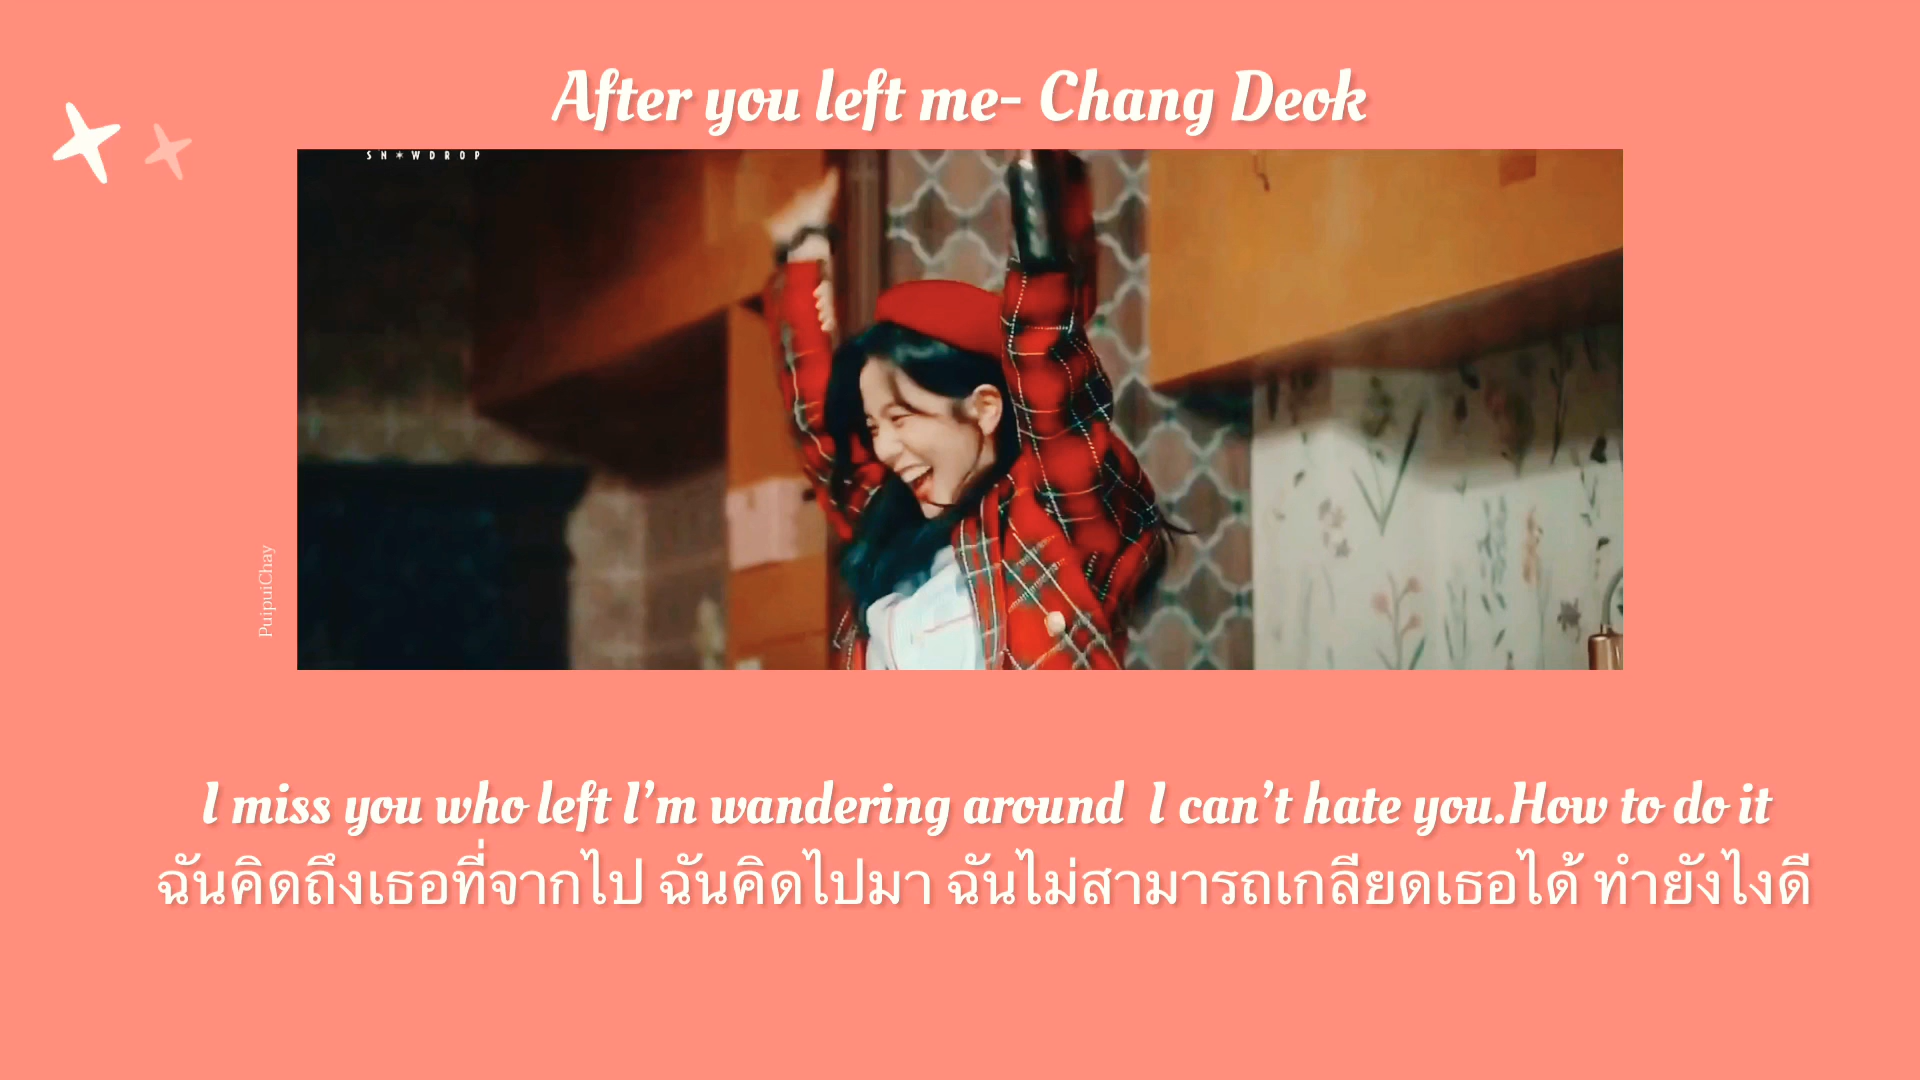 After you left me- Chang Deok
SN*WDROP
PuipuiChay
I miss you who left I’m wandering around  I can’t hate you.How to do it
ฉันคิดถึงเธอที่จากไป ฉันคิดไปมา ฉันไม่สามารถเกลียดเธอได้ ทำยังไงดี